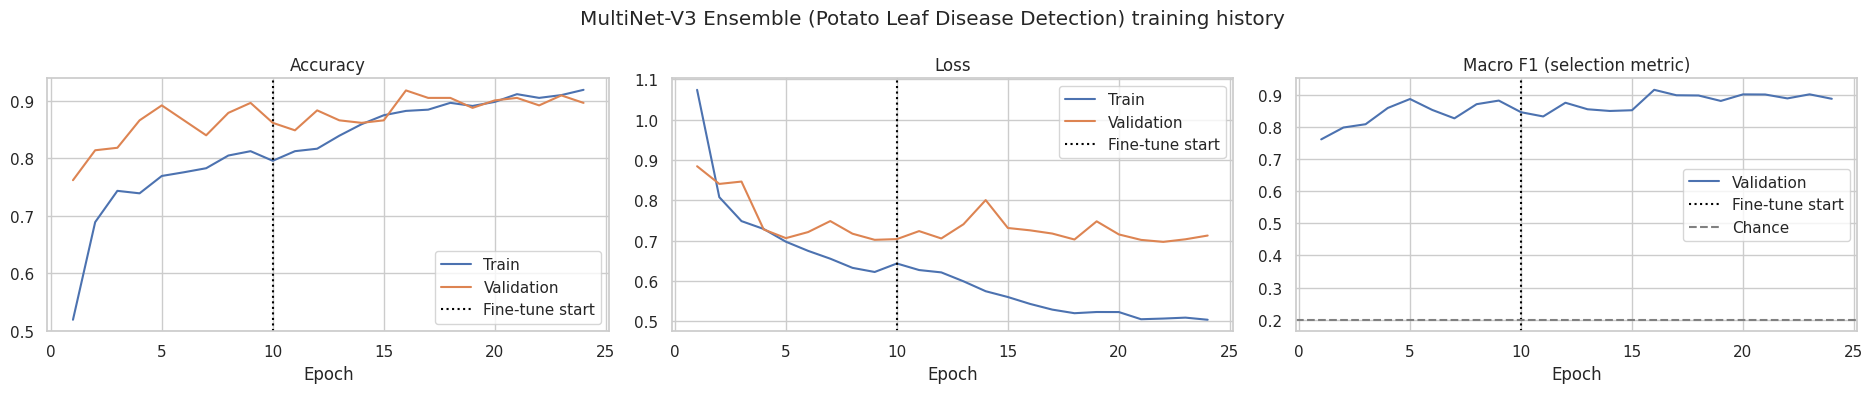 MultiNet-V3 Ensemble (Potato Leaf Disease Detection) training history
Accuracy
0.9
0.8
0.7
0.6
0.5
0
5
10
15
20
25
Epoch
Train
Validation
Fine-tune start
Loss
1.1
1.0
0.9
0.8
0.7
0.6
0.5
0
5
10
15
20
25
Epoch
Train
Validation
Fine-tune start
Macro F1 (selection metric)
0.9
0.8
0.7
0.6
0.5
0.4
0.3
0.2
0
5
10
15
20
25
Epoch
Validation
Fine-tune start
Chance